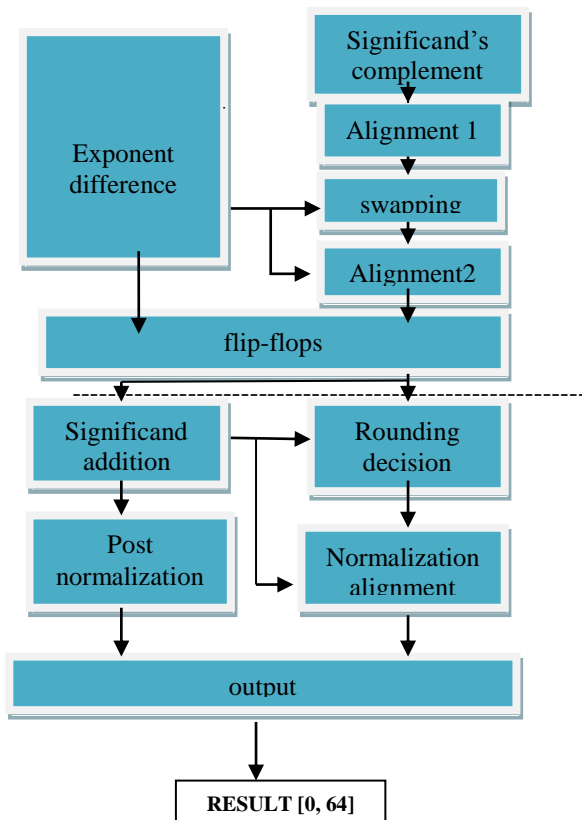 Significand's
complement
Alignment 1
Exponent
difference
swapping
Alignment2
flip-flops
Significand
addition
Rounding
decision
Post
normalization
Normalization
alignment
output
RESULT [0, 64]